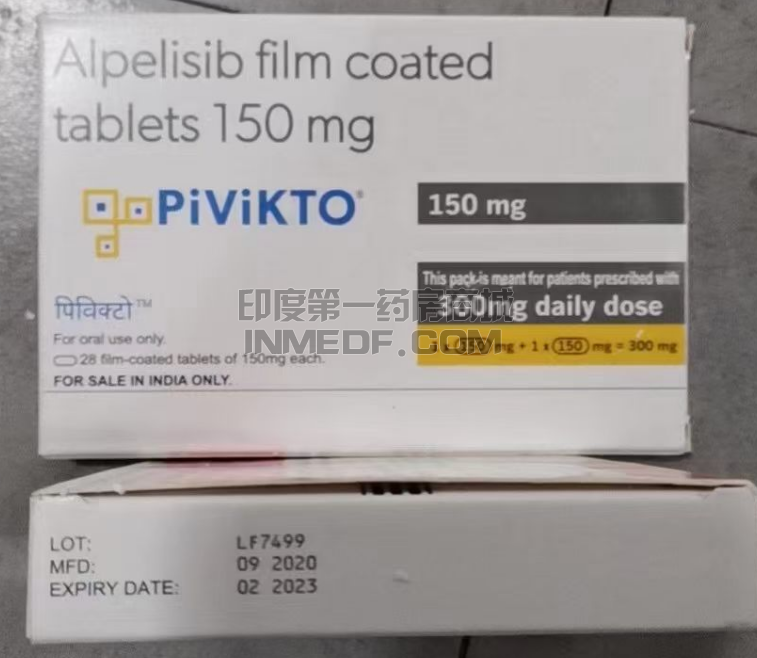 Alpelisib film coated
tablets 150 mg
PiViKTO®
150 mg
This pack is meant for patients prescribed with
300mg daily dose
1 x 150 mg + 1 x 150 mg = 300 mg
पिविक्टो™
For oral use only.
28 film-coated tablets of 150mg each.
FOR SALE IN INDIA ONLY.
印度第一药房商城
INMEDF.COM
LOT: LF7499
MFD: 09 2020
EXPIRY DATE: 02 2023